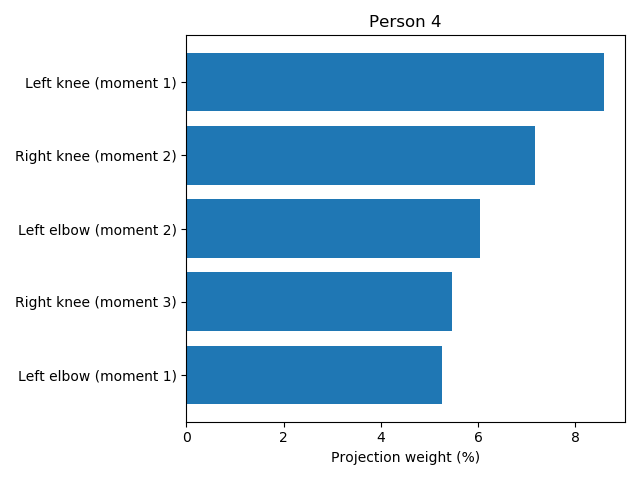 Person 4
Left knee (moment 1)
Right knee (moment 2)
Left elbow (moment 2)
Right knee (moment 3)
Left elbow (moment 1)
0 2 4 6 8
Projection weight (%)